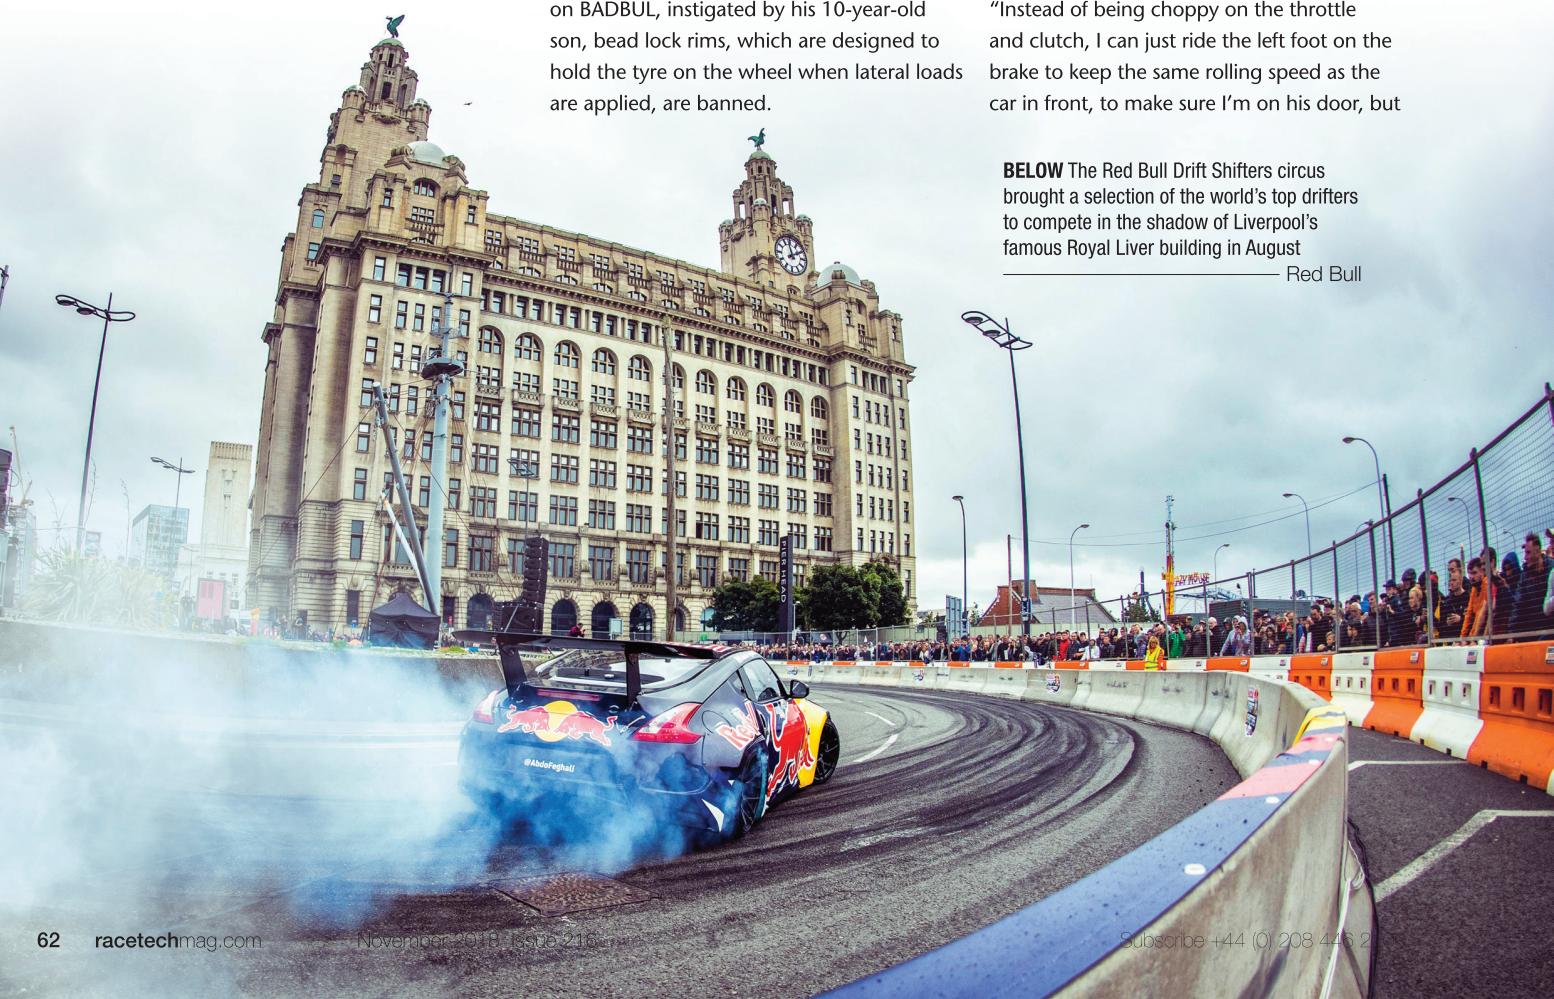 on BADBUL, instigated by his 10-year-old
son, bead lock rims, which are designed to
hold the tyre on the wheel when lateral loads
are applied, are banned.
“Instead of being choppy on the throttle
and clutch, I can just ride the left foot on the
brake to keep the same rolling speed as the
car in front, to make sure I’m on his door, but
BELOW The Red Bull Drift Shifters circus
brought a selection of the world’s top drifters
to compete in the shadow of Liverpool’s
famous Royal Liver building in August
Red Bull
@AbdoFeghali
Red
62 racetechmag.com November 2018 Issue 216
Subscribe +44 (0) 208 446 2